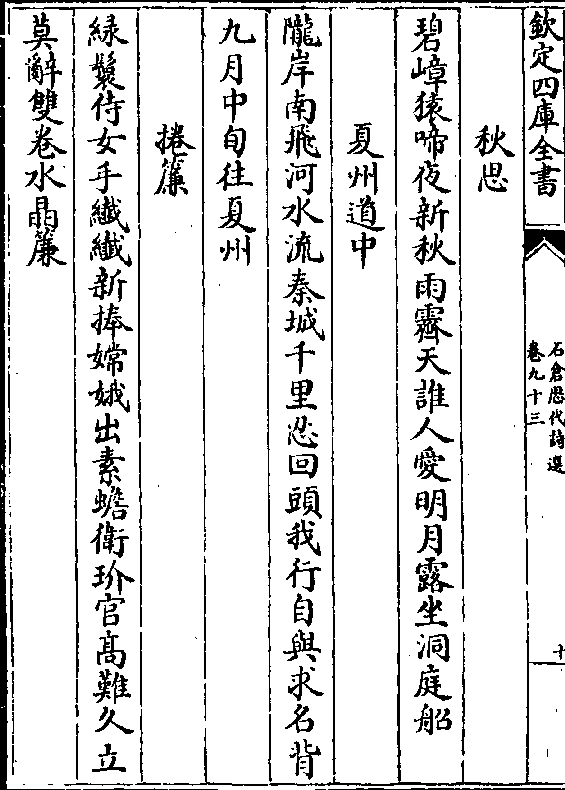 欽定四庫全書
石倉歷代詩選
卷九十三
十
秋思
碧嶂猿啼夜新秋雨霽天誰人愛明月露坐洞庭船
夏州道中
隴岸南飛河水流秦城千里忍回頭我行自與求名背
九月中旬往夏州
捲簾
緑鬟侍女手纖纖新捧嫦娥出素蟾衛玠官髙難久立
莫辭雙卷水晶簾